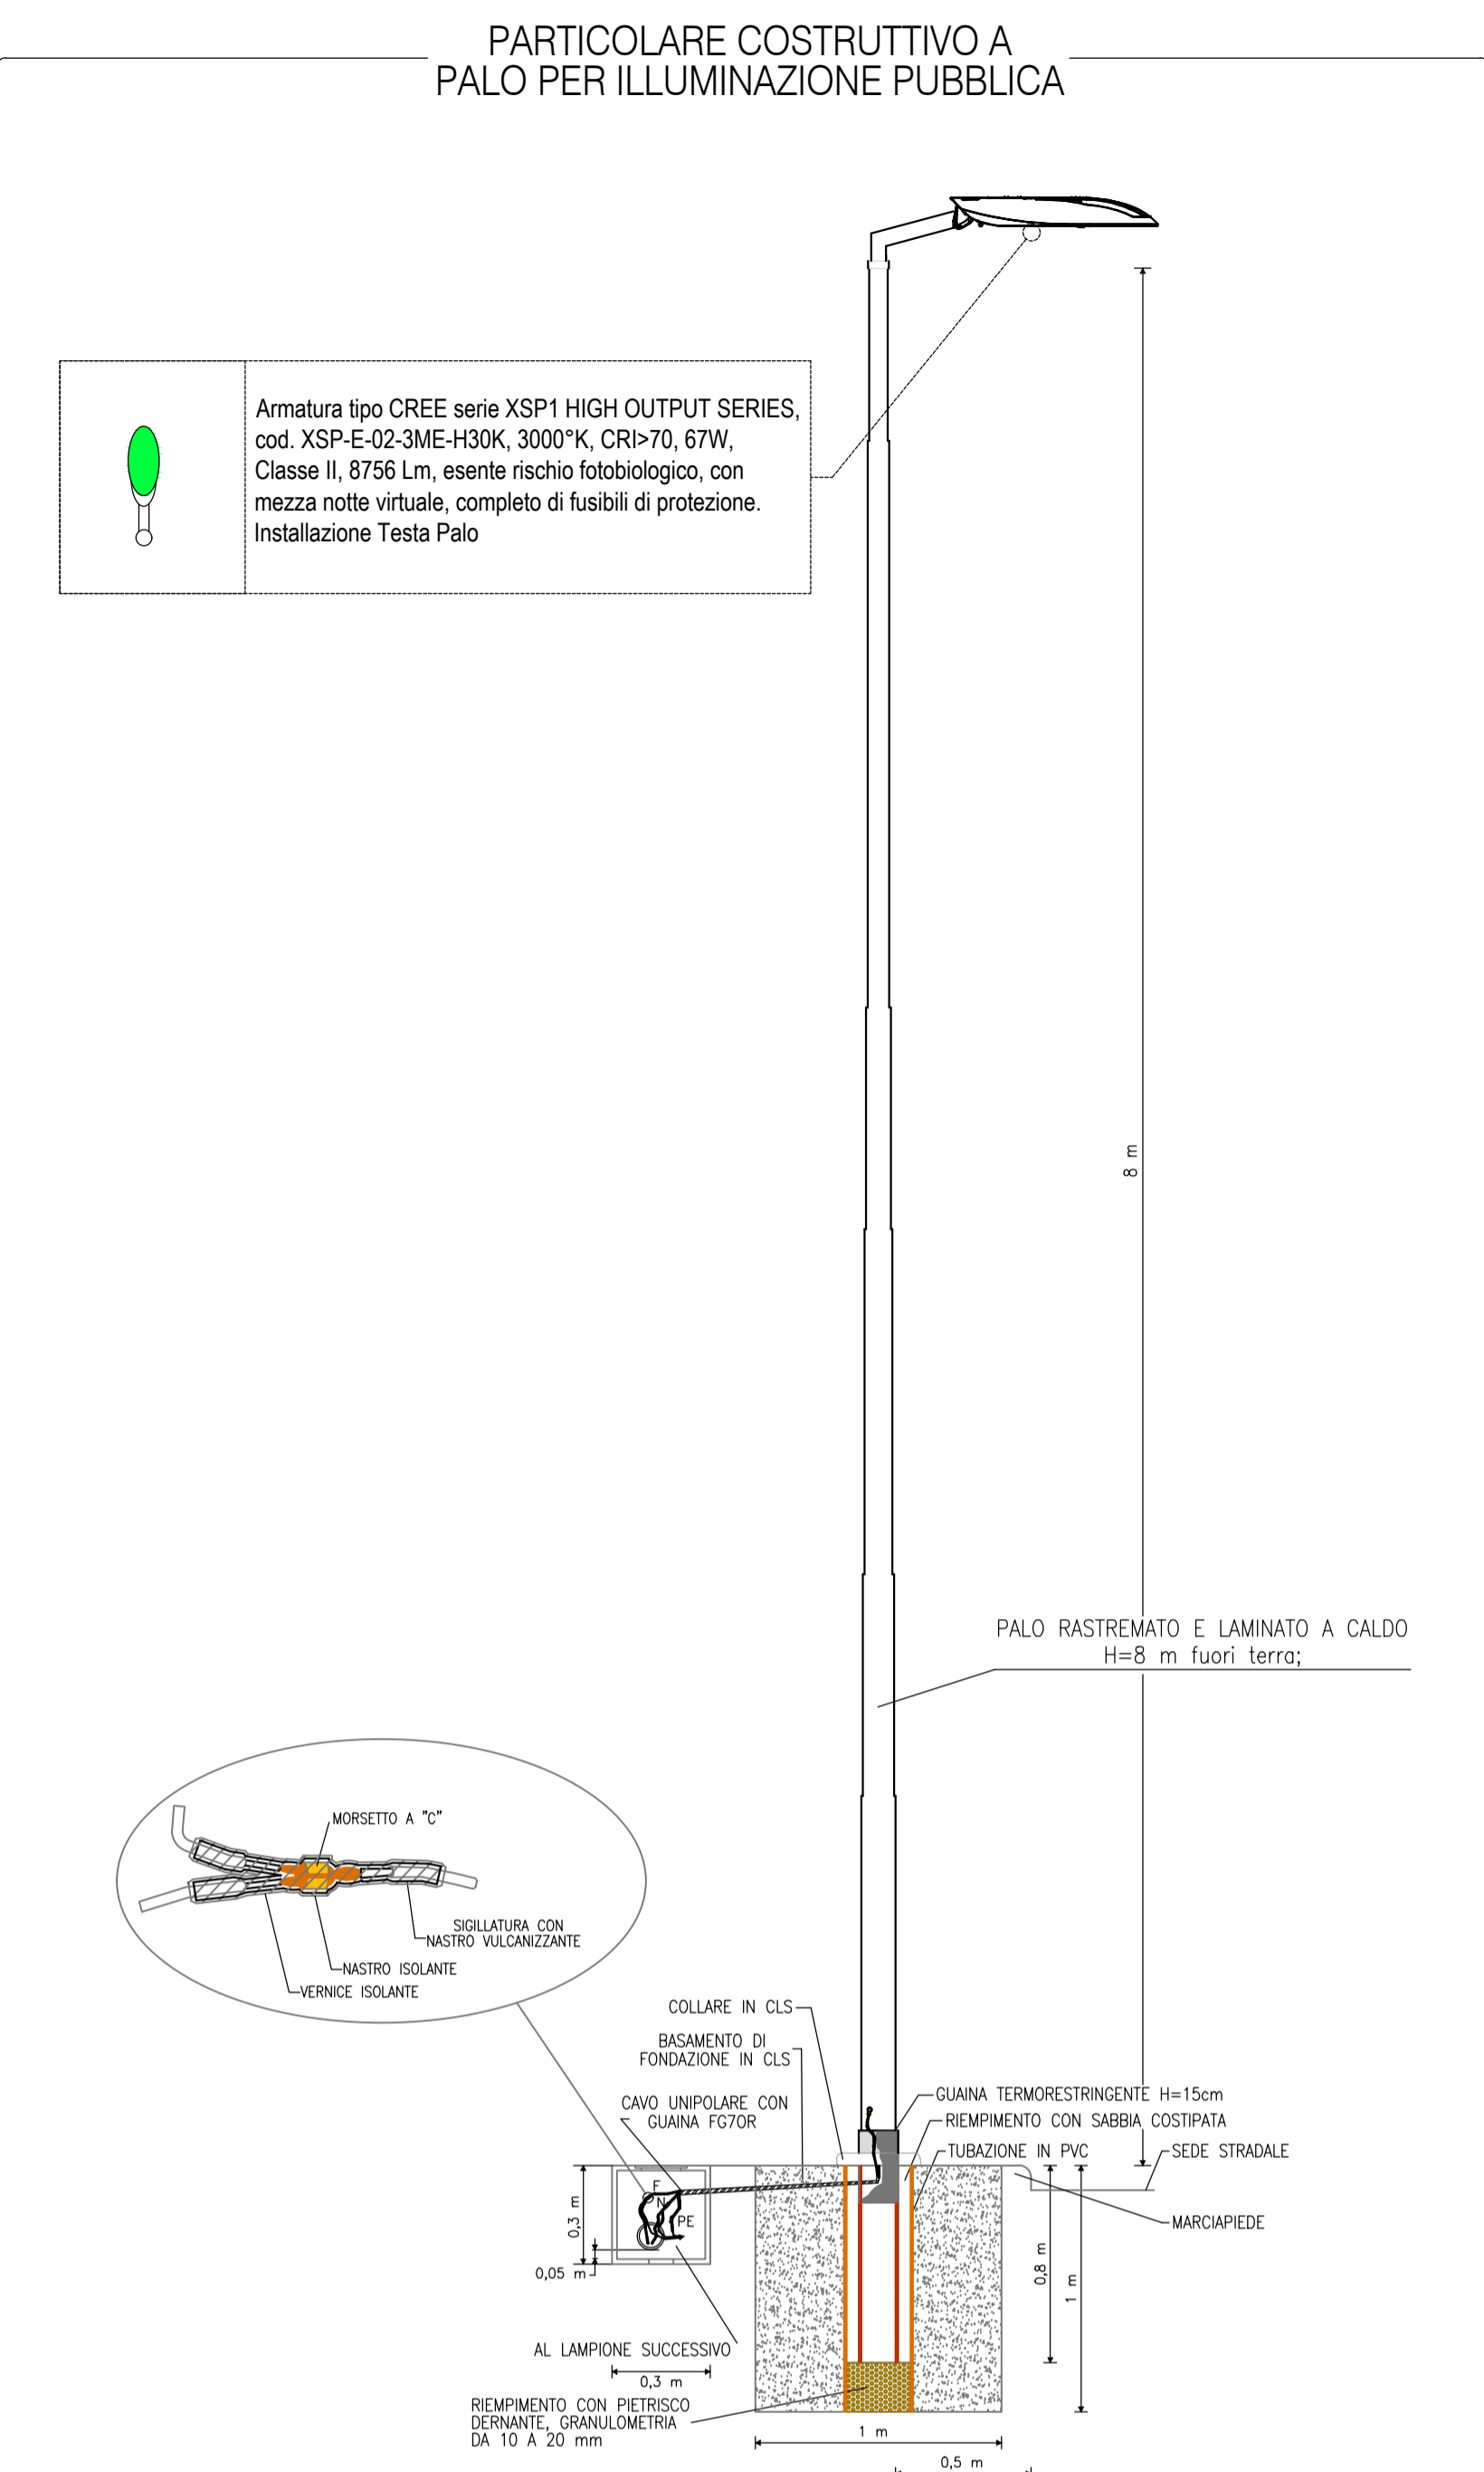 PARTICOLARE COSTRUTTIVO A
PALO PER ILLUMINAZIONE PUBBLICA
Armatura tipo CREE serie XSP1 HIGH OUTPUT SERIES,
cod. XSP-E-02-3ME-H30K, 3000°K, CRI>70, 67W,
Classe II, 8756 Lm, esente rischio fotobiologico, con
mezza notte virtuale, completo di fusibili di protezione.
Installazione Testa Palo
8 m
PALO RASTREMATO E LAMINATO A CALDO
H=8 m fuori terra;
MORSETTO A "C"
SIGILLATURA CON
NASTRO VULCANIZZANTE
NASTRO ISOLANTE
VERNICE ISOLANTE
COLLARE IN CLS
BASAMENTO DI
FONDAZIONE IN CLS
CAVO UNIPOLARE CON
GUAINA FG7OR
GUAINA TERMORESTRINGENTE H=15cm
RIEMPIMENTO CON SABBIA COSTIPATA
TUBAZIONE IN PVC
SEDE STRADALE
MARCIAPIEDE
F
N
PE
0,3 m
0,05 m
0,8 m
1 m
AL LAMPIONE SUCCESSIVO
0,3 m
RIEMPIMENTO CON PIETRISCO
DERNANTE, GRANULOMETRIA
DA 10 A 20 mm
1 m
0,5 m